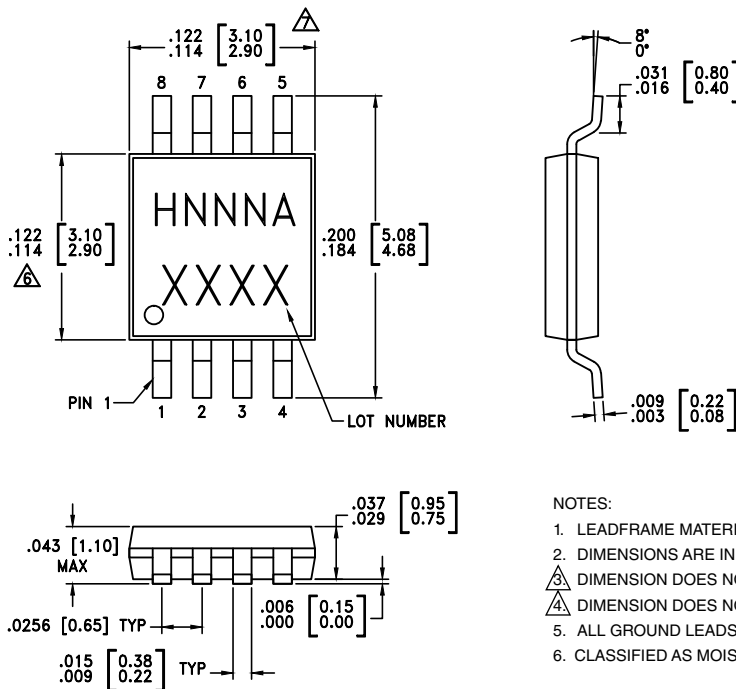 .122 [3.10]
.114 [2.90]
7
8 7 6 5
.122 [3.10]
.114 [2.90]
6
HNNNA
XXXX
.200 [5.08]
.184 [4.68]
PIN 1
1 2 3 4
LOT NUMBER
8°
0°
.031 [0.80]
.016 [0.40]
.009 [0.22]
.003 [0.08]
.043 [1.10]
MAX
.037 [0.95]
.029 [0.75]
.0256 [0.65] TYP
.006 [0.15]
.000 [0.00]
.015 [0.38]
.009 [0.22]
TYP
NOTES:
1. LEADFRAME MATERI
2. DIMENSIONS ARE IN
3. DIMENSION DOES NO
4. DIMENSION DOES NO
5. ALL GROUND LEADS
6. CLASSIFIED AS MOIS